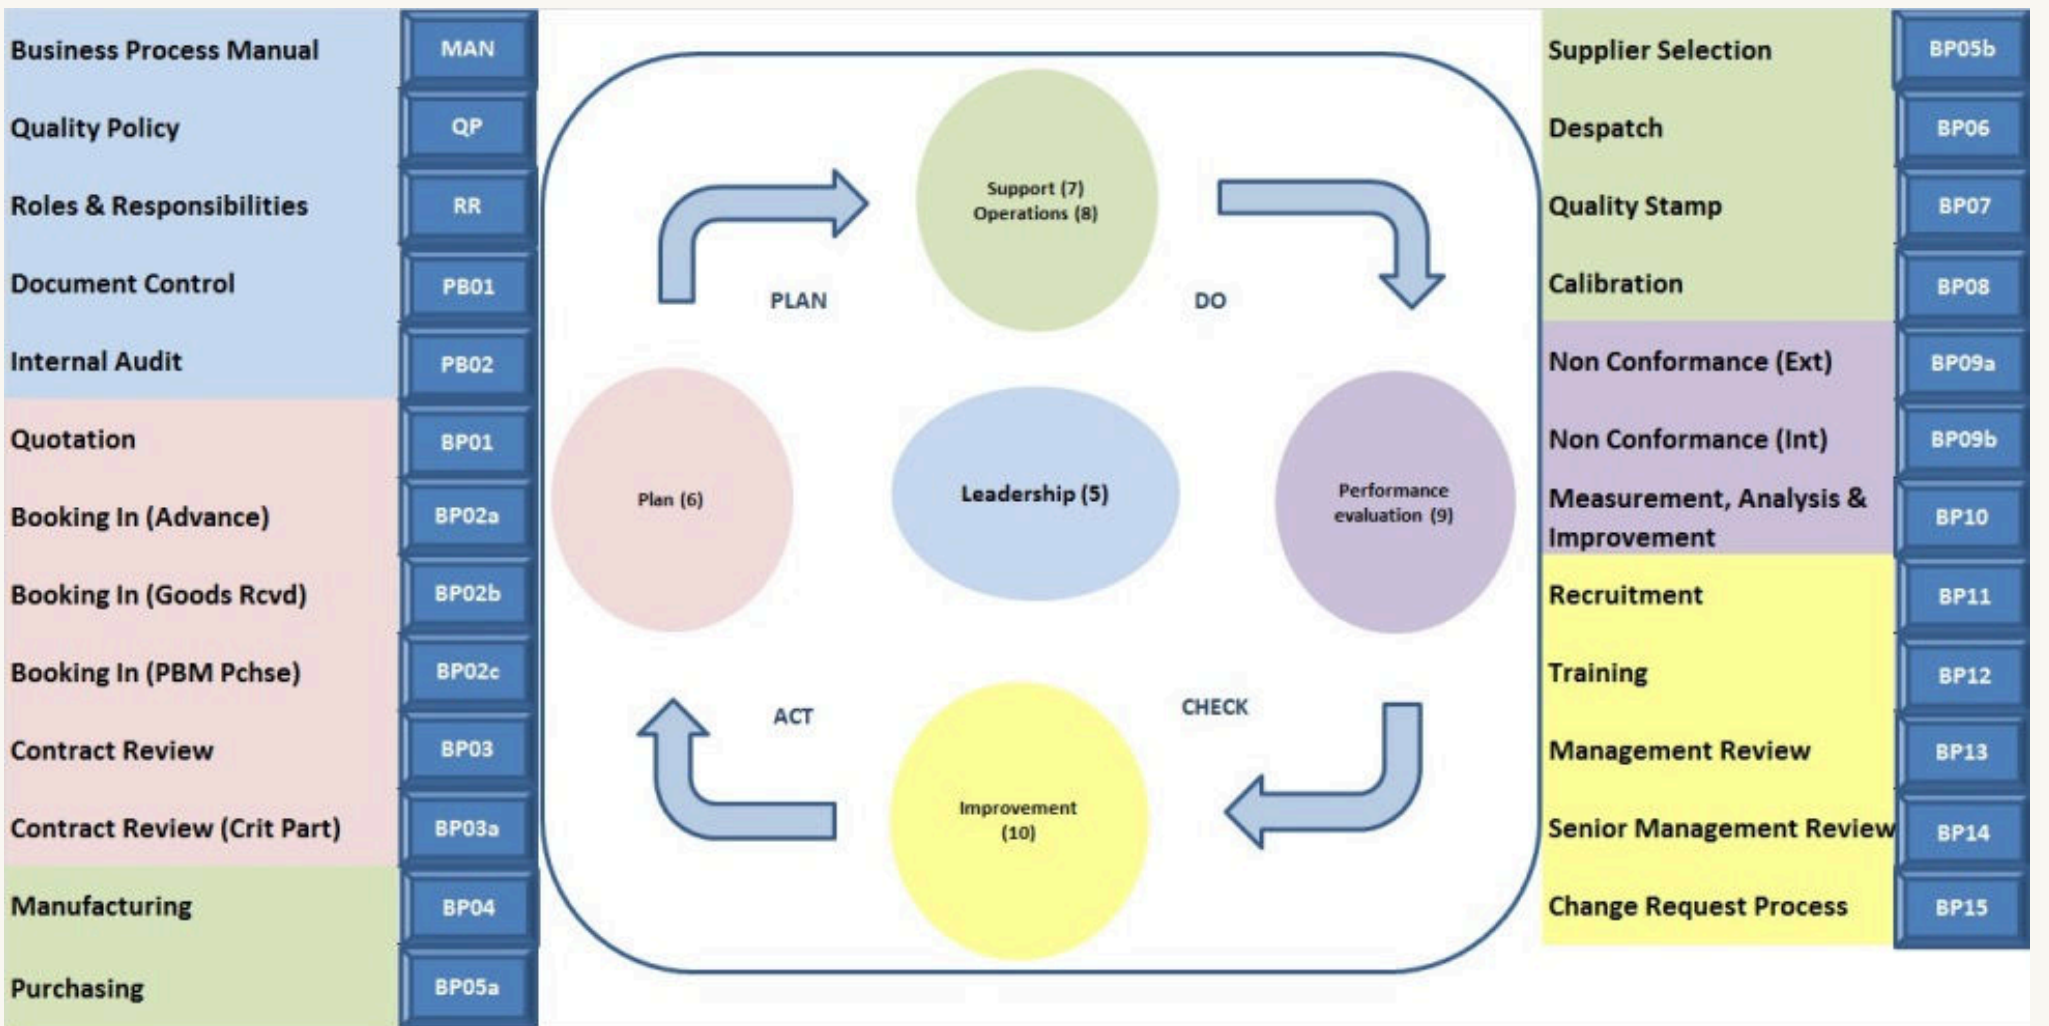 Business Process Manual MAN
Quality Policy QP
Roles & Responsibilities RR
Document Control PB01
Internal Audit PB02
Quotation BP01
Booking In (Advance) BP02a
Booking In (Goods Rcvd) BP02b
Booking In (PBM Pchse) BP02c
Contract Review BP03
Contract Review (Crit Part) BP03a
Manufacturing BP04
Purchasing BP05a
Support (7)
Operations (8)
PLAN
DO
Plan (6)
Leadership (5)
Performance
evaluation (9)
ACT
CHECK
Improvement
(10)
Supplier Selection BP05b
Despatch BP06
Quality Stamp BP07
Calibration BP08
Non Conformance (Ext) BP09a
Non Conformance (Int) BP09b
Measurement, Analysis &
Improvement BP10
Recruitment BP11
Training BP12
Management Review BP13
Senior Management Review BP14
Change Request Process BP15